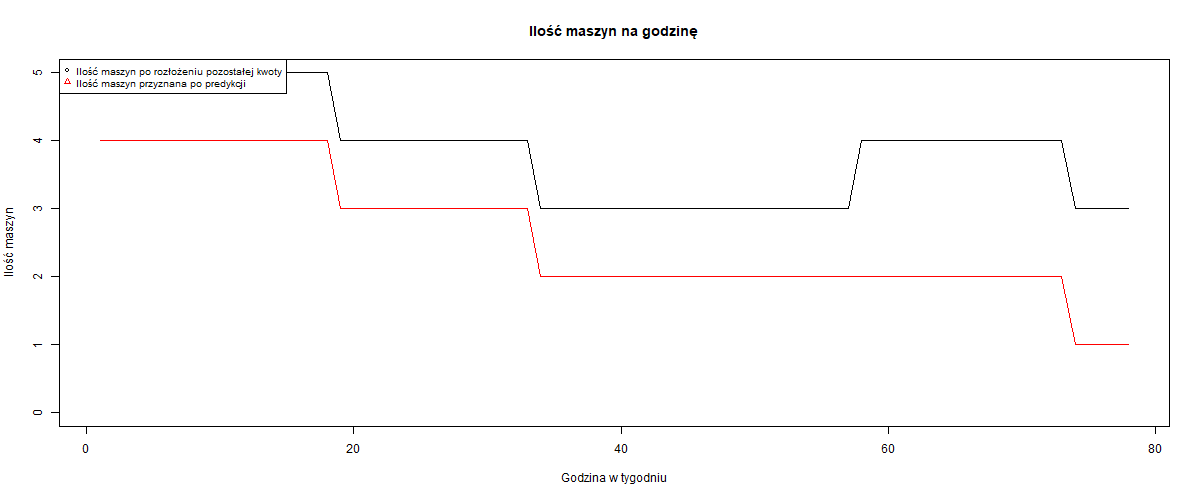 Ilość maszyn na godzinę
Ilość maszyn po rozłożeniu pozostałej kwoty
Ilość maszyn przyznana po predykcji
Ilość maszyn
5
4
3
2
1
0
0 20 40 60 80
Godzina w tygodniu